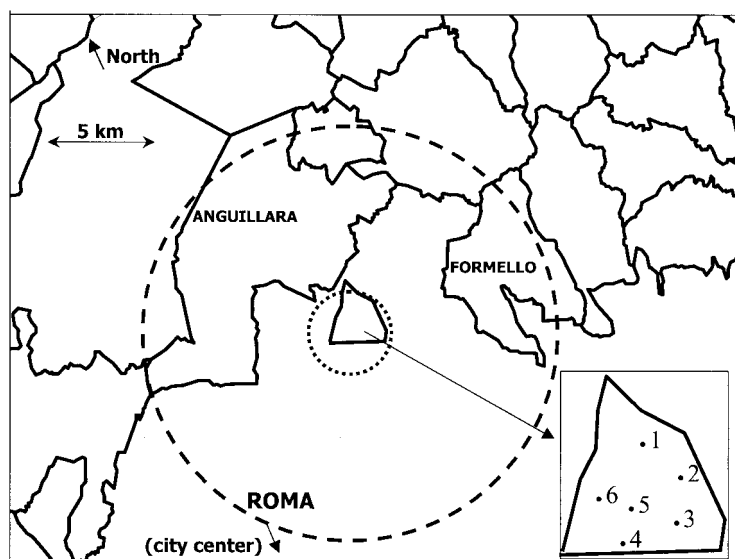 North
5 km
ANGUILLARA
FORMELLO
1
2
6
5
3
4
ROMA
(city center)